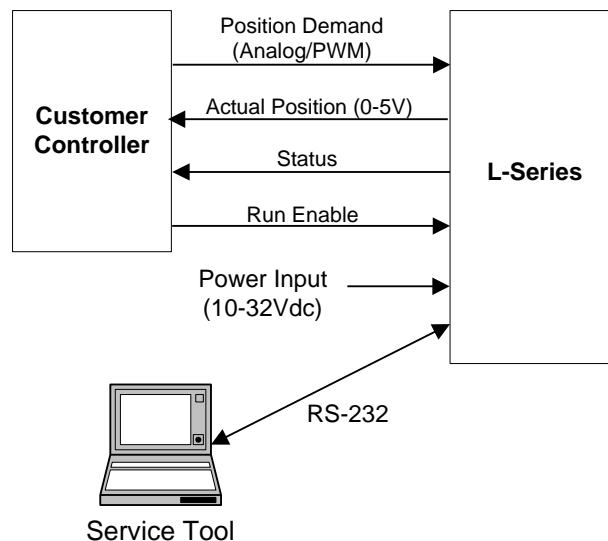 Position Demand
(Analog/PWM)
Customer
Controller
Actual Position (0-5V)
Status
L-Series
Run Enable
Power Input
(10-32Vdc)
RS-232
Service Tool